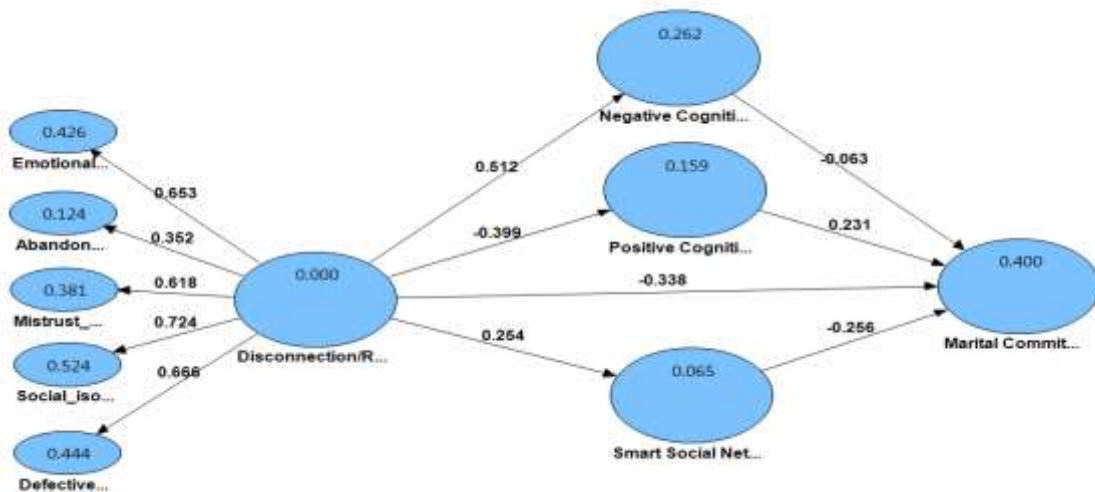 0.262
Negative Cogniti...
0.426
Emotional...
0.653
0.512
-0.063
0.159
Positive Cogniti...
0.124
Abandon...
0.352
-0.399
0.231
0.381
Mistrust_...
0.618
0.000
Disconnection/R...
-0.338
0.400
Marital Commit...
0.724
0.524
Social_iso...
0.254
-0.256
0.666
0.065
Smart Social Net...
0.444
Defective...